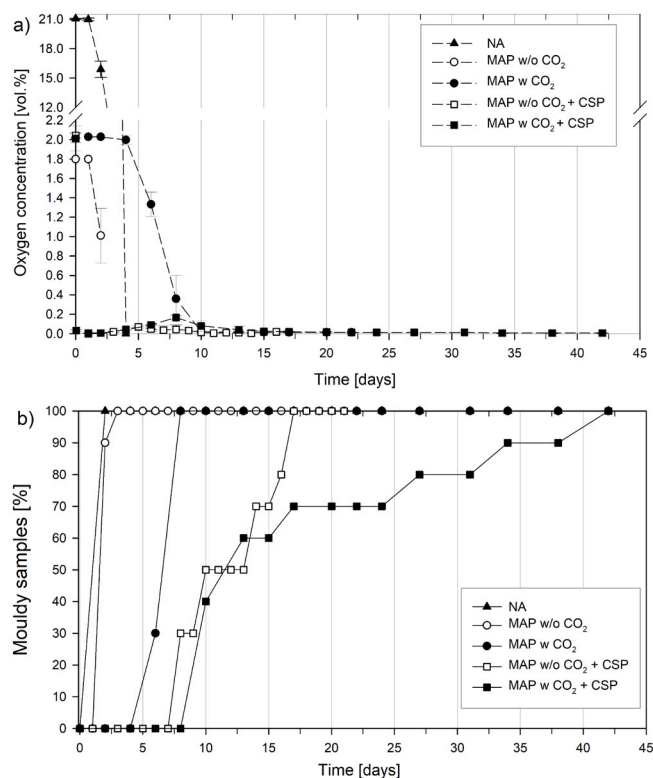 a)
Oxygen concentration [vol.%]
21.0
18.0
15.0
12.0
2.2
2.0
1.8
1.6
1.4
1.2
1.0
0.8
0.6
0.4
0.2
0.0
NA
MAP w/o CO₂
MAP w CO₂
MAP w/o CO₂ + CSP
MAP w CO₂ + CSP
0 5 10 15 20 25 30 35 40 45
Time [days]
b)
Mouldy samples [%]
100
90
80
70
60
50
40
30
20
10
0
NA
MAP w/o CO₂
MAP w CO₂
MAP w/o CO₂ + CSP
MAP w CO₂ + CSP
0 5 10 15 20 25 30 35 40 45
Time [days]